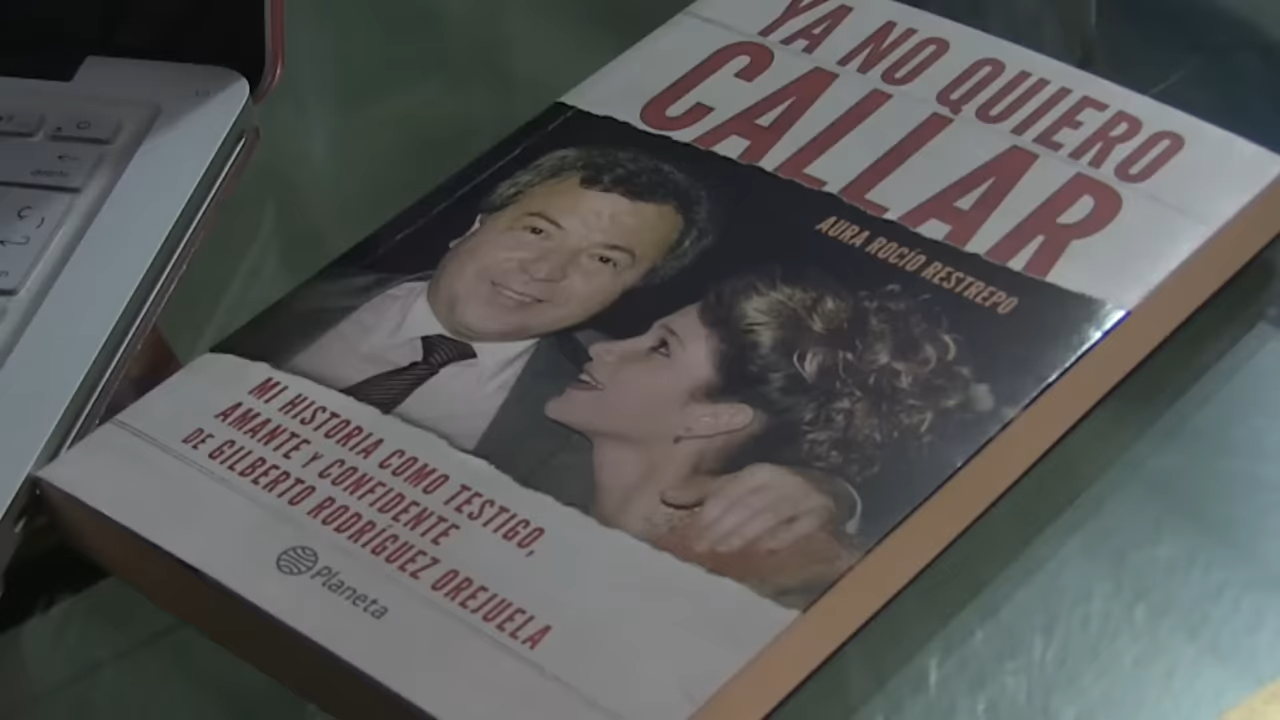 YA NO QUIERO
CALLAR
AURA ROCÍO RESTREPO
MI HISTORIA COMO TESTIGO,
AMANTE Y CONFIDENTE
DE GILBERTO RODRÍGUEZ OREJUELA
Planeta